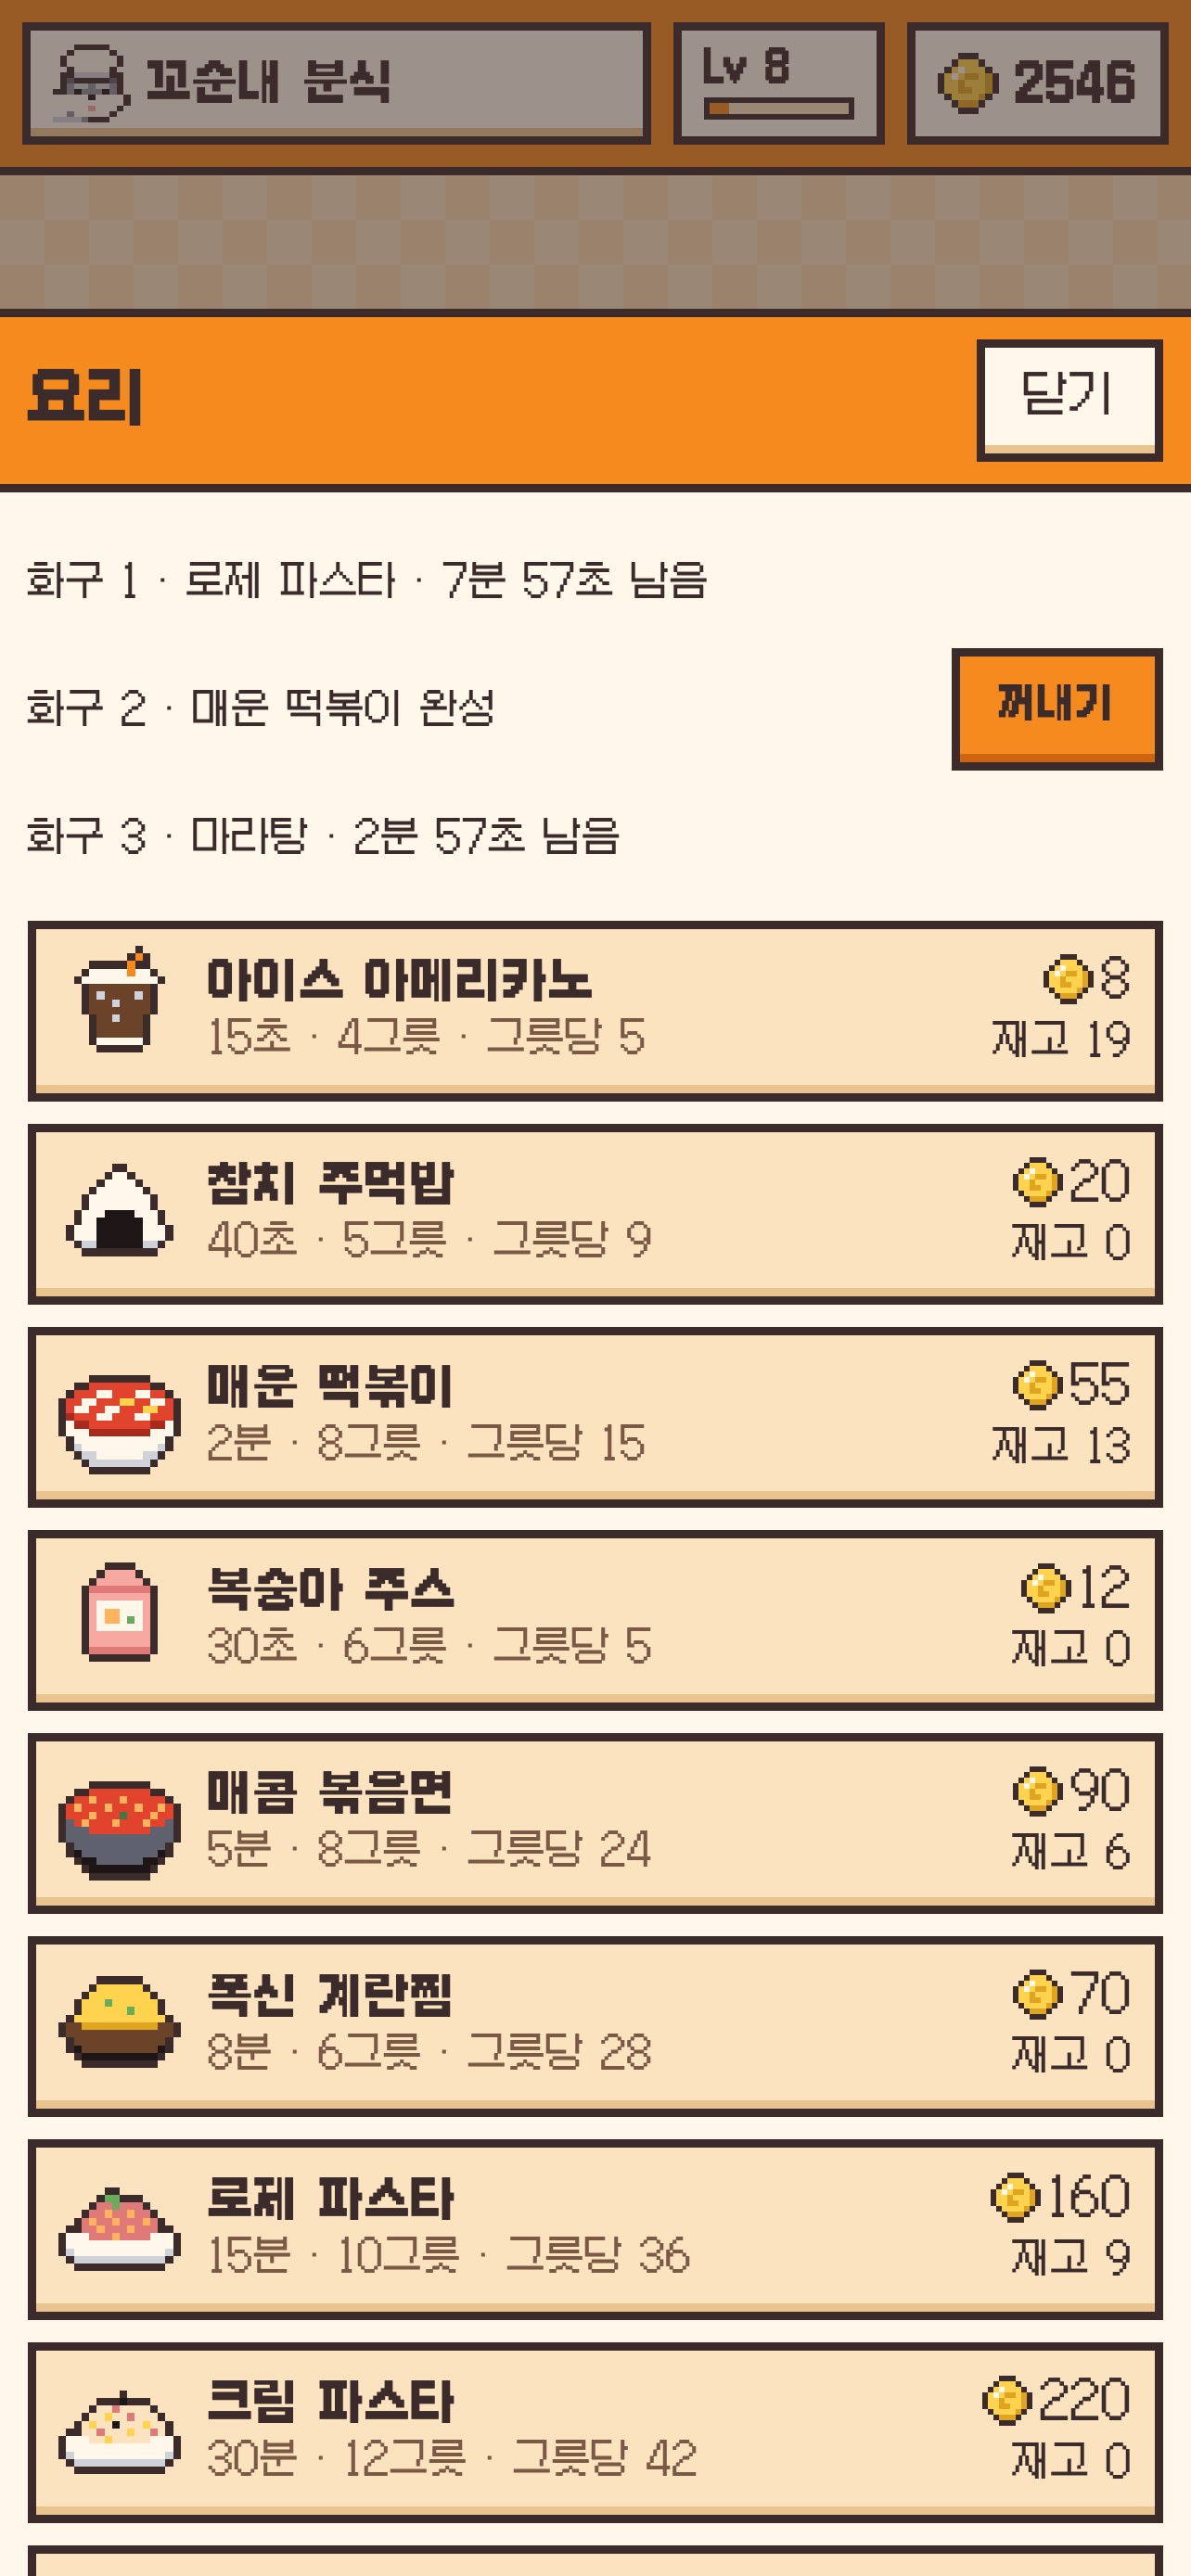 꼬순내 분식
Lv 8
2546
요리
닫기
화구 1 · 로제 파스타 · 7분 57초 남음
화구 2 · 매운 떡볶이 완성
꺼내기
화구 3 · 마라탕 · 2분 57초 남음
아이스 아메리카노
8
15초 · 4그릇 · 그릇당 5
재고 19
참치 주먹밥
20
40초 · 5그릇 · 그릇당 9
재고 0
매운 떡볶이
55
2분 · 8그릇 · 그릇당 15
재고 13
복숭아 주스
12
30초 · 6그릇 · 그릇당 5
재고 0
매콤 볶음면
90
5분 · 8그릇 · 그릇당 24
재고 6
폭신 계란찜
70
8분 · 6그릇 · 그릇당 28
재고 0
로제 파스타
160
15분 · 10그릇 · 그릇당 36
재고 9
크림 파스타
220
30분 · 12그릇 · 그릇당 42
재고 0